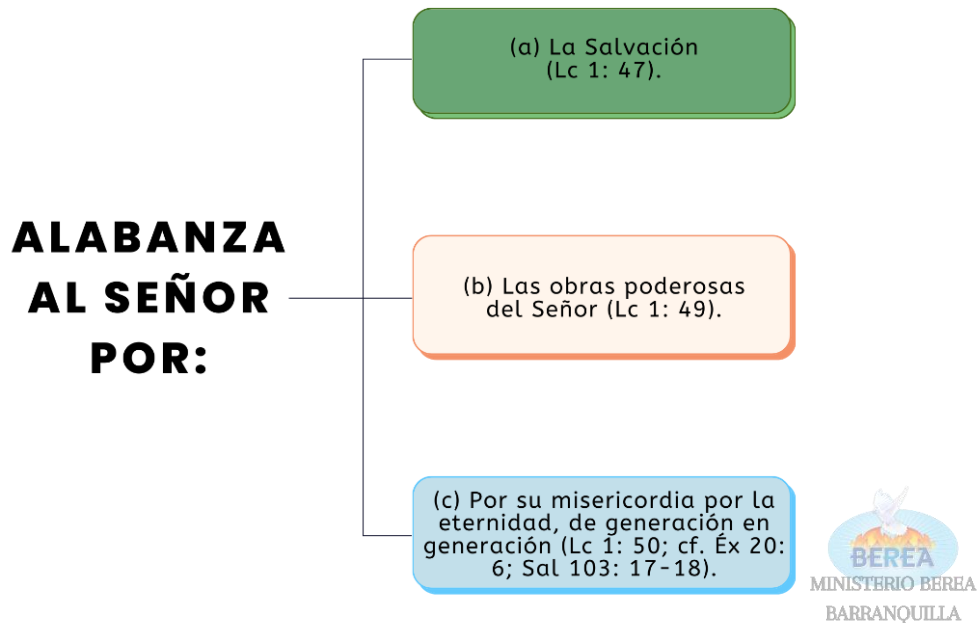 ALABANZA
AL SEÑOR
POR:
(a) La Salvación
(Lc 1: 47).
(b) Las obras poderosas
del Señor (Lc 1: 49).
(c) Por su misericordia por la
eternidad, de generación en
generación (Lc 1: 50; cf. Éx 20:
6; Sal 103: 17-18).
BEREA
MINISTERIO BEREA
BARRANQUILLA